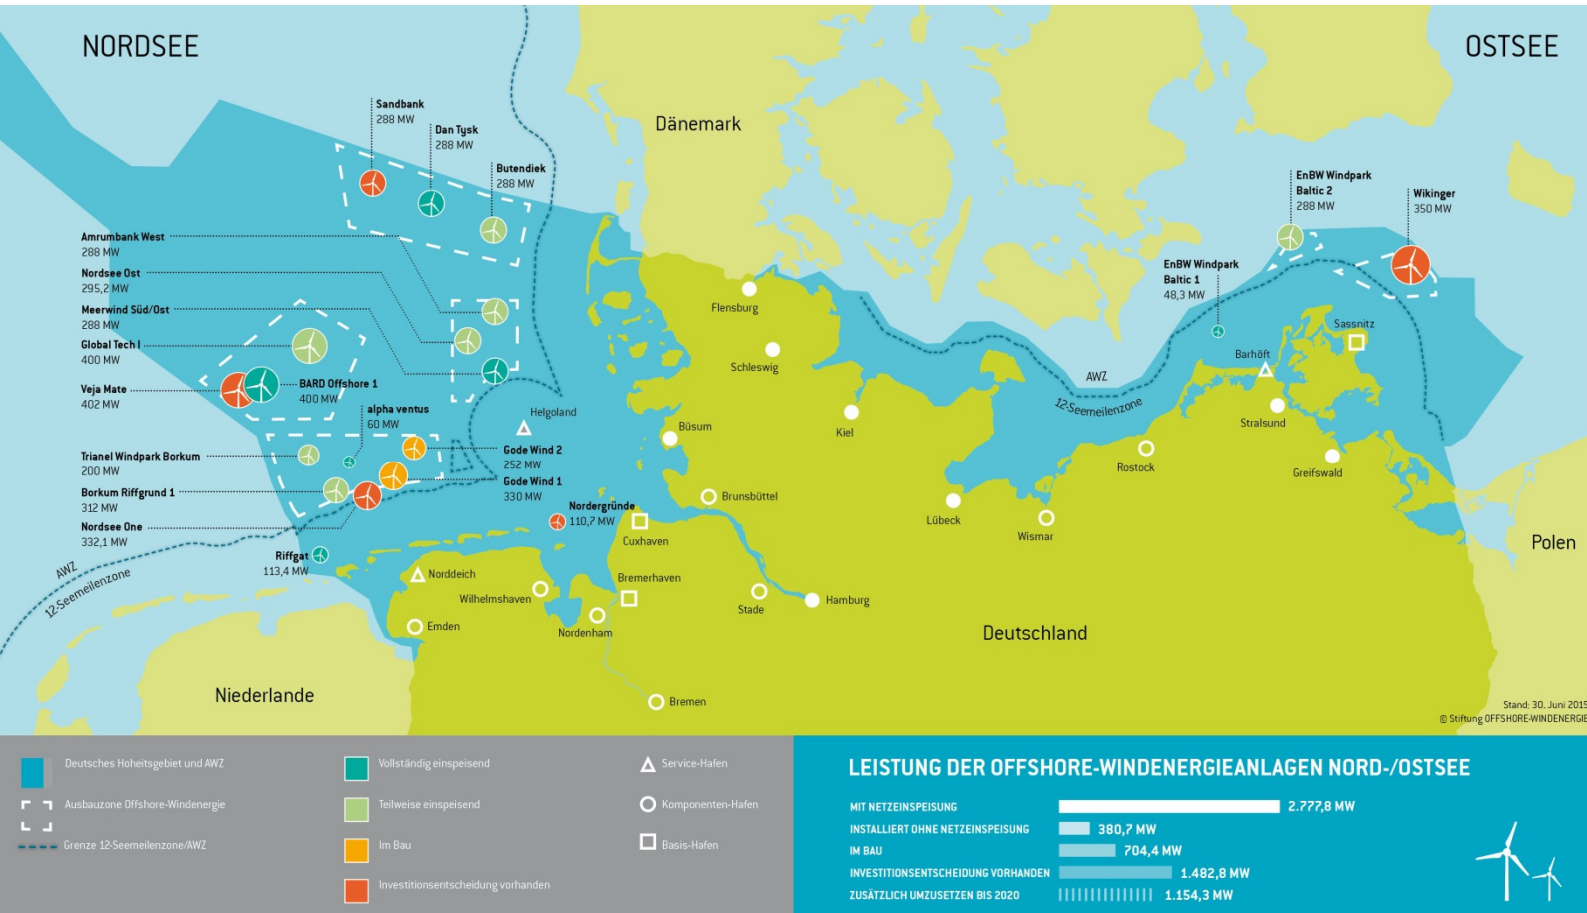 NORDSEE
OSTSEE
Sandbank
288 MW
Dan Tysk
288 MW
Butendiek
288 MW
Dänemark
EnBW Windpark
Baltic 2
288 MW
Wikinger
350 MW
Amrumbank West
288 MW
Nordsee Ost
295,2 MW
Meerwind Süd/Ost
288 MW
Global Tech I
400 MW
Veja Mate
402 MW
BARD Offshore 1
400 MW
alpha ventus
60 MW
EnBW Windpark
Baltic 1
48,3 MW
Flensburg
Schleswig
Sassnitz
Barhöft
AWZ
12-Seemeilenzone
Helgoland
Büsum
Kiel
Stralsund
Trianel Windpark Borkum
200 MW
Gode Wind 2
252 MW
Gode Wind 1
330 MW
Rostock
Greifswald
Borkum Riffgrund 1
312 MW
Nordsee One
332,1 MW
Nordergründe
110,7 MW
Brunsbüttel
Lübeck
Wismar
Cuxhaven
Polen
Riffgat
113,4 MW
AWZ
12-Seemeilenzone
Norddeich
Wilhelmshaven
Bremerhaven
Emden
Nordenham
Stade
Hamburg
Deutschland
Niederlande
Bremen
Stand: 30. Juni 2015
© Stiftung OFFSHORE-WINDENERGIE
Deutsches Hoheitsgebiet und AWZ
Ausbauzone Offshore-Windenergie
Grenze 12-Seemeilenzone/AWZ
Vollständig einspeisend
Teilweise einspeisend
Im Bau
Investitionsentscheidung vorhanden
Service-Hafen
Komponenten-Hafen
Basis-Hafen
LEISTUNG DER OFFSHORE-WINDENERGIEANLAGEN NORD-/OSTSEE
MIT NETZEINSPEISUNG 2.777,8 MW
INSTALLIERT OHNE NETZEINSPEISUNG 380,7 MW
IM BAU 704,4 MW
INVESTITIONSENTSCHEIDUNG VORHANDEN 1.482,8 MW
ZUSÄTZLICH UMZUSETZEN BIS 2020 1.154,3 MW